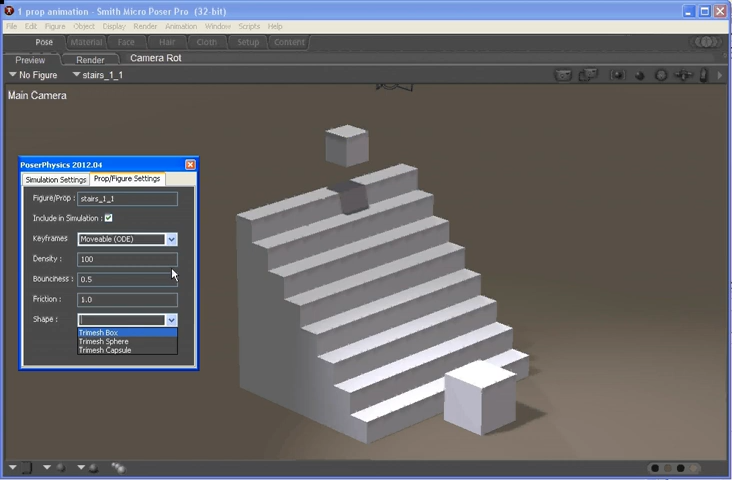 1 prop animation - Smith Micro Poser Pro (32-bit)
File Edit Figure Object Display Render Animation Window Scripts Help
Pose Material Face Hair Cloth Setup Content
Preview Render Camera Rot
No Figure stairs_1_1
Main Camera
PoserPhysics 2012.04
Simulation Settings Prop/Figure Settings
Figure/Prop : stairs_1_1
Include in Simulation :
Keyframes Moveable (ODE)
Density : 100
Bounciness : 0.5
Friction : 1.0
Shape :
Trimesh Box
Trimesh Sphere
Trimesh Capsule